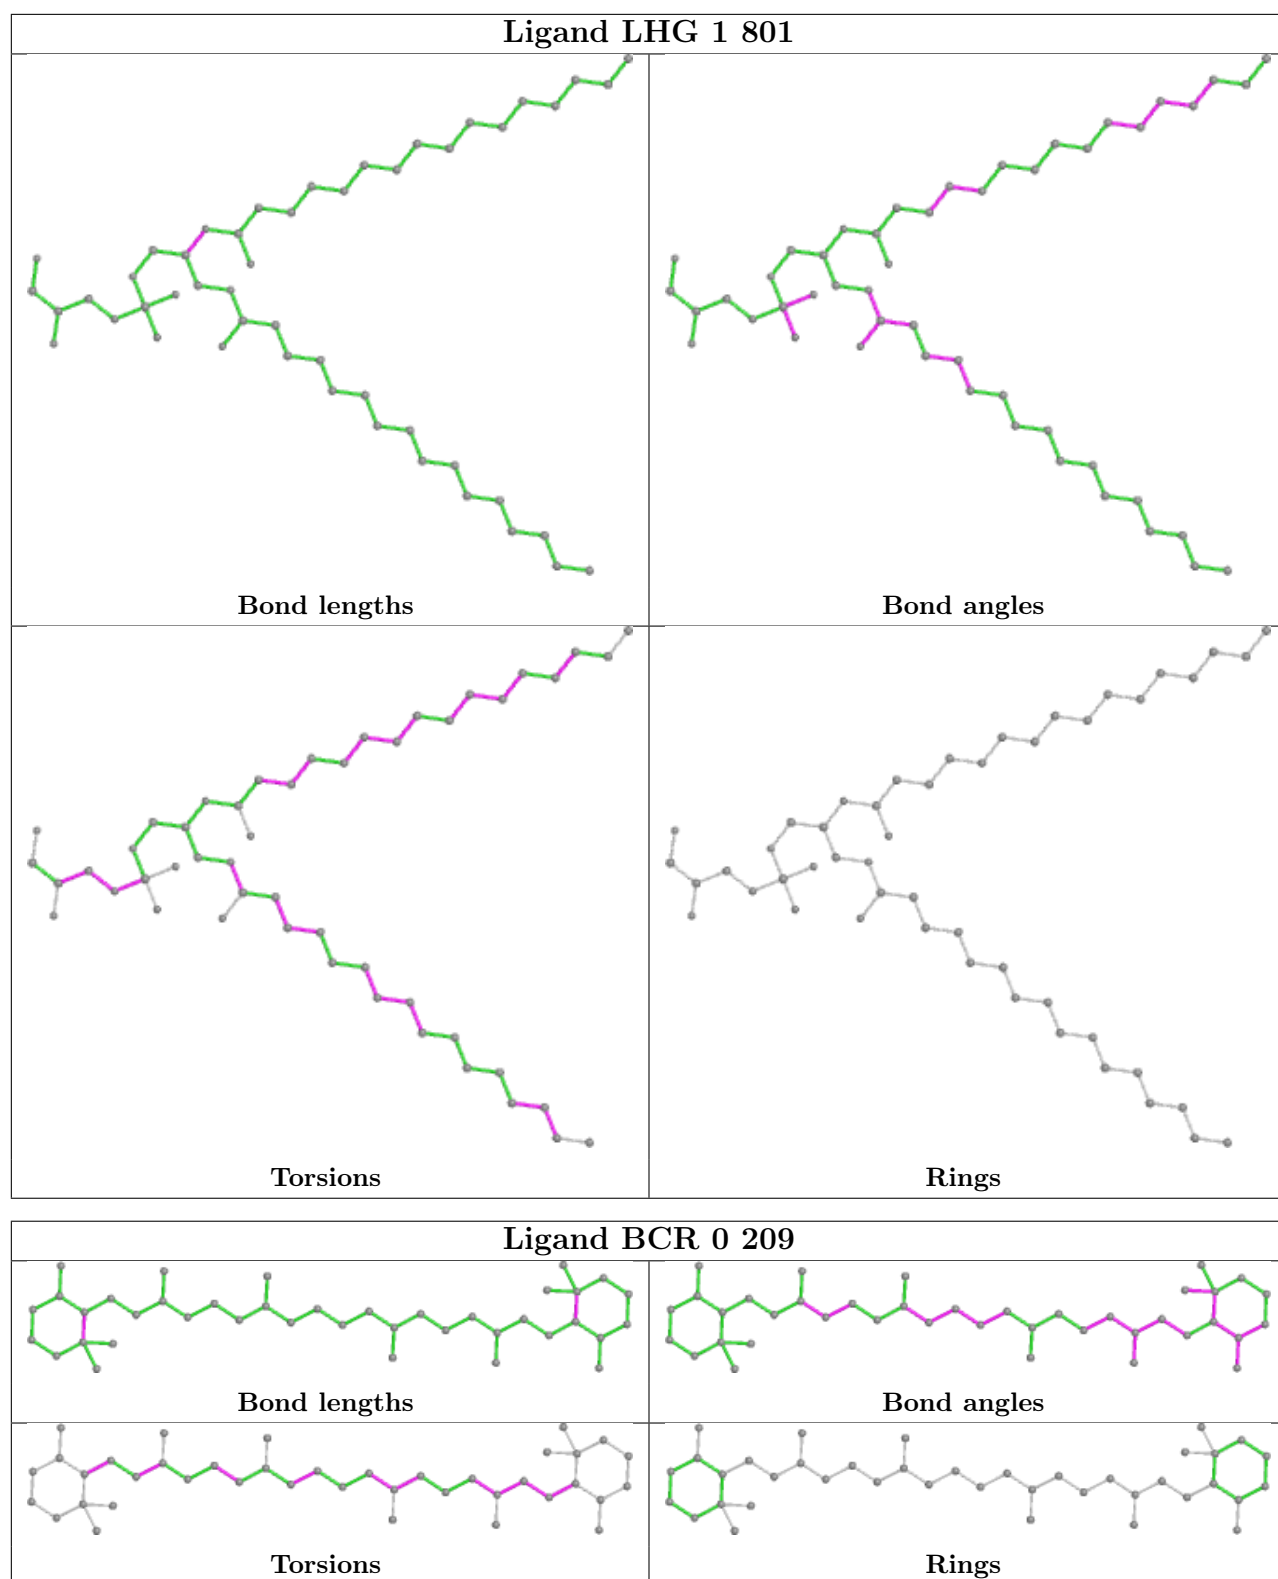 Ligand LHG 1 801
Bond lengths
Bond angles
Torsions
Rings
Ligand BCR 0 209
Bond lengths
Bond angles
Torsions
Rings